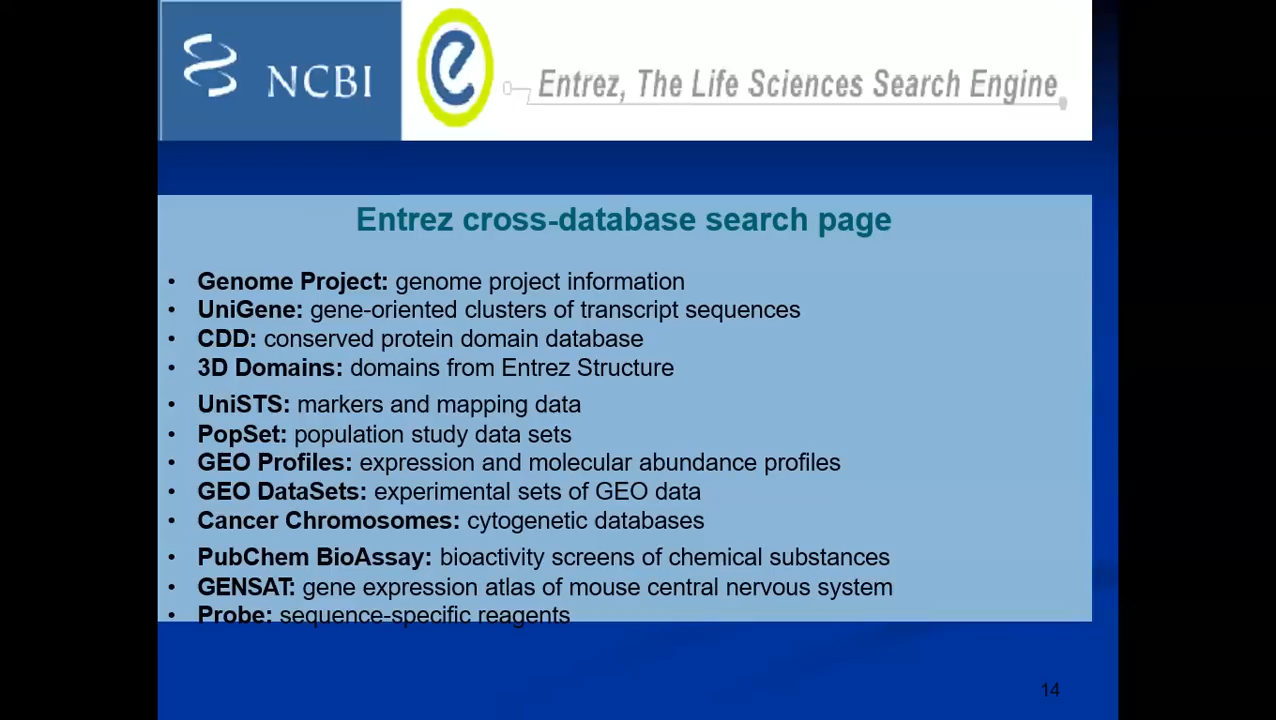 NCBI
e
Entrez, The Life Sciences Search Engine
Entrez cross-database search page
• Genome Project: genome project information
• UniGene: gene-oriented clusters of transcript sequences
• CDD: conserved protein domain database
• 3D Domains: domains from Entrez Structure
• UniSTS: markers and mapping data
• PopSet: population study data sets
• GEO Profiles: expression and molecular abundance profiles
• GEO DataSets: experimental sets of GEO data
• Cancer Chromosomes: cytogenetic databases
• PubChem BioAssay: bioactivity screens of chemical substances
• GENSAT: gene expression atlas of mouse central nervous system
• Probe: sequence-specific reagents
14